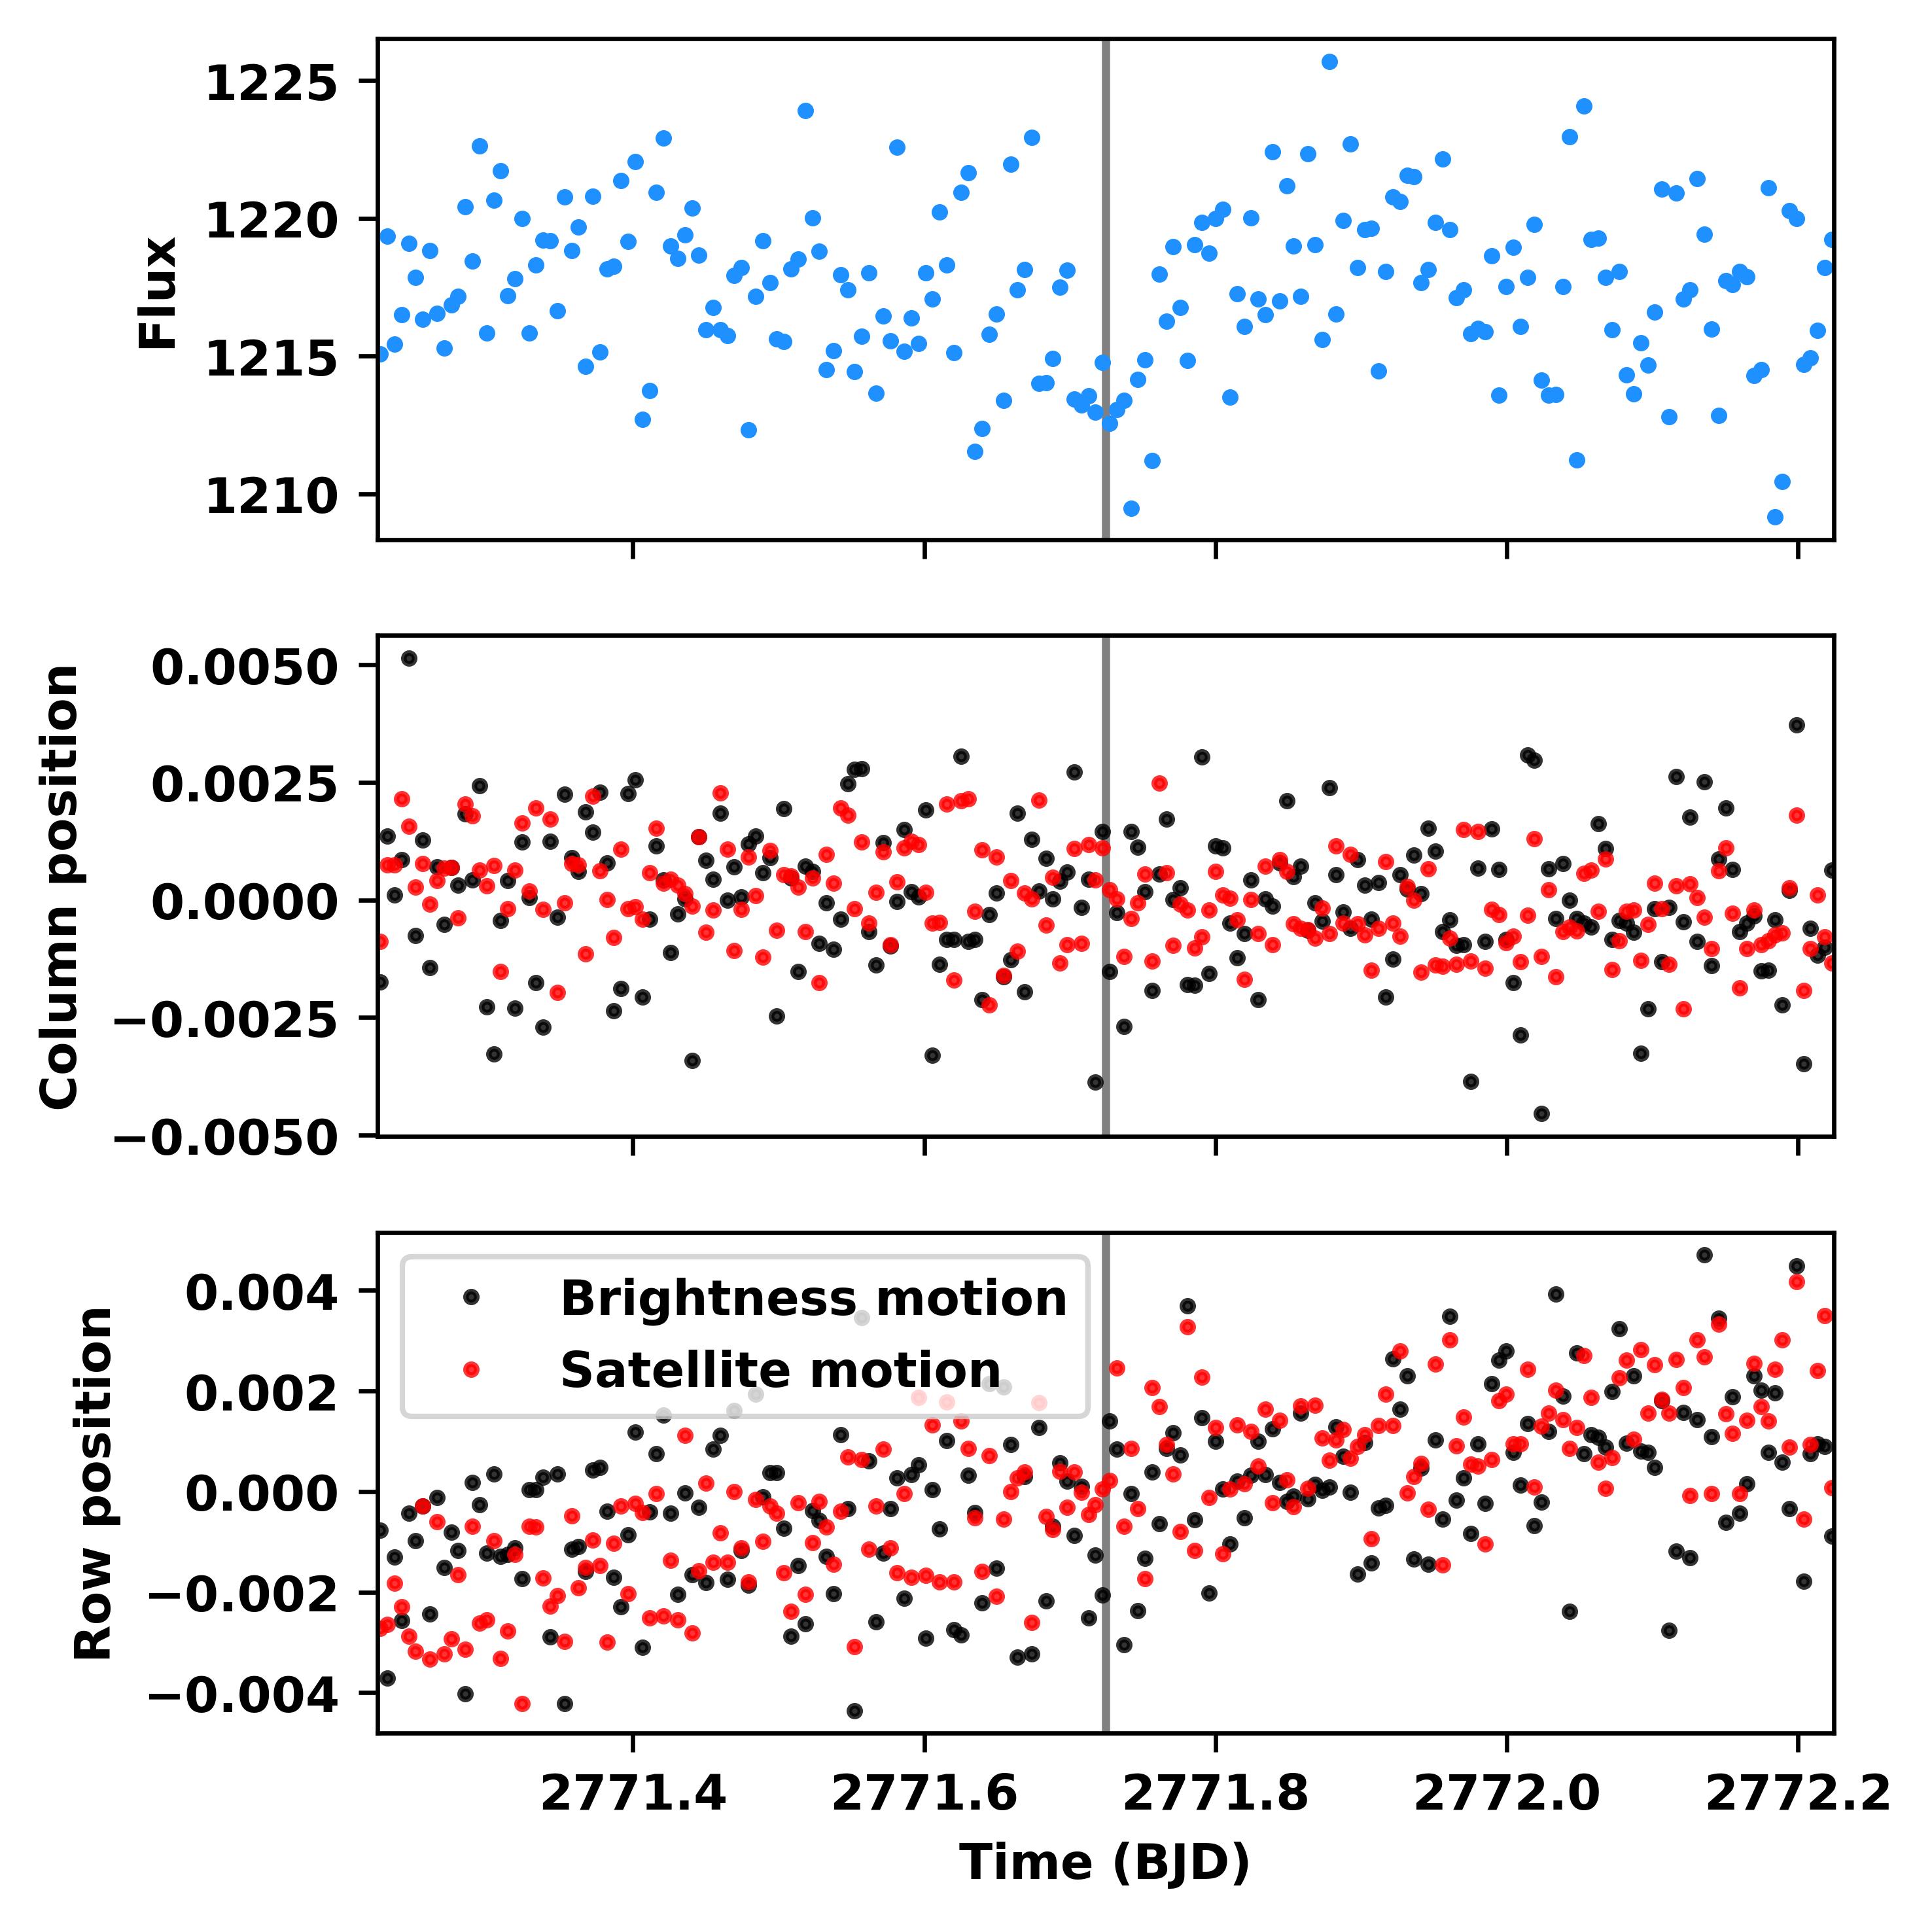 Flux
1225
1220
1215
1210
Column position
0.0050
0.0025
0.0000
−0.0025
−0.0050
Row position
0.004
0.002
0.000
−0.002
−0.004
Brightness motion
Satellite motion
2771.4 2771.6 2771.8 2772.0 2772.2
Time (BJD)